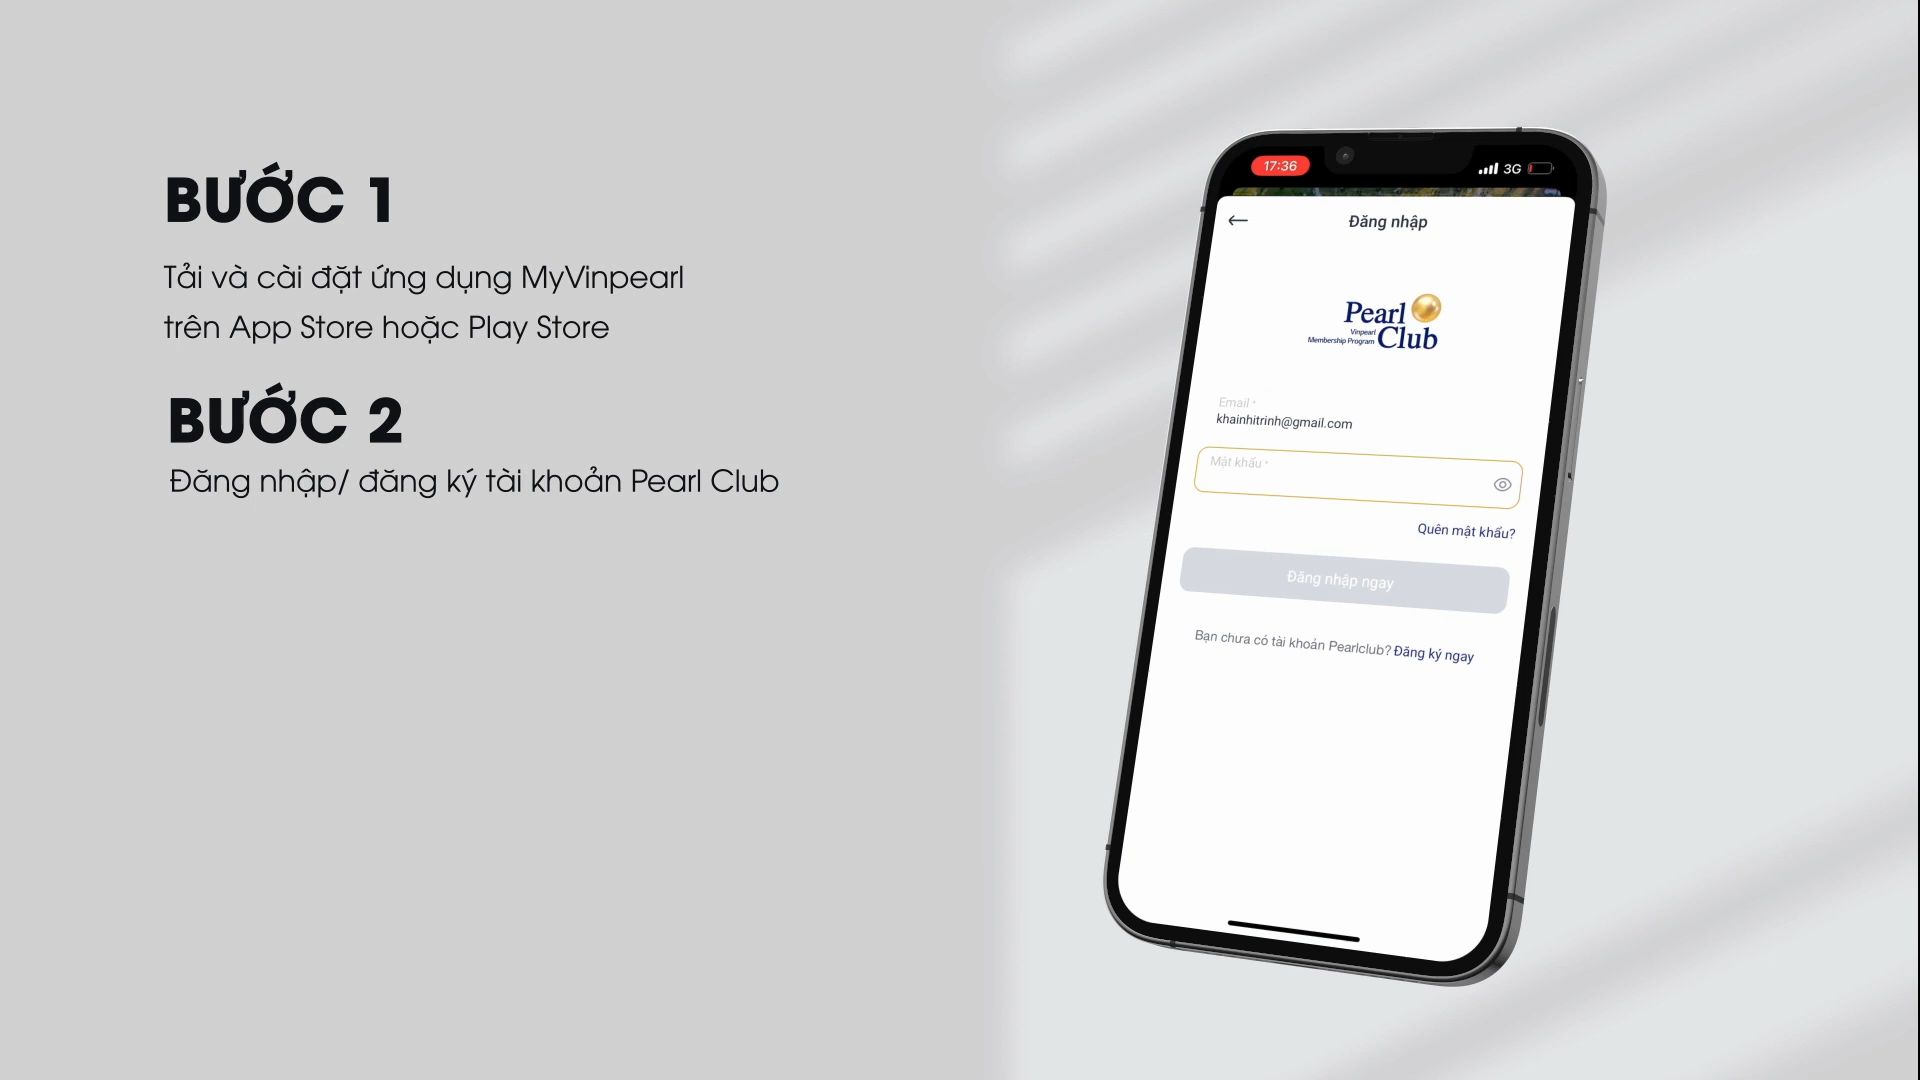 BƯỚC 1
Tải và cài đặt ứng dụng MyVinpearl
trên App Store hoặc Play Store
BƯỚC 2
Đăng nhập/ đăng ký tài khoản Pearl Club
17:36
3G
Đăng nhập
Pearl
Vinpearl
Membership Program Club
Email *
khainhitrinh@gmail.com
Mật khẩu *
Quên mật khẩu?
Đăng nhập ngay
Bạn chưa có tài khoản Pearlclub? Đăng ký ngay